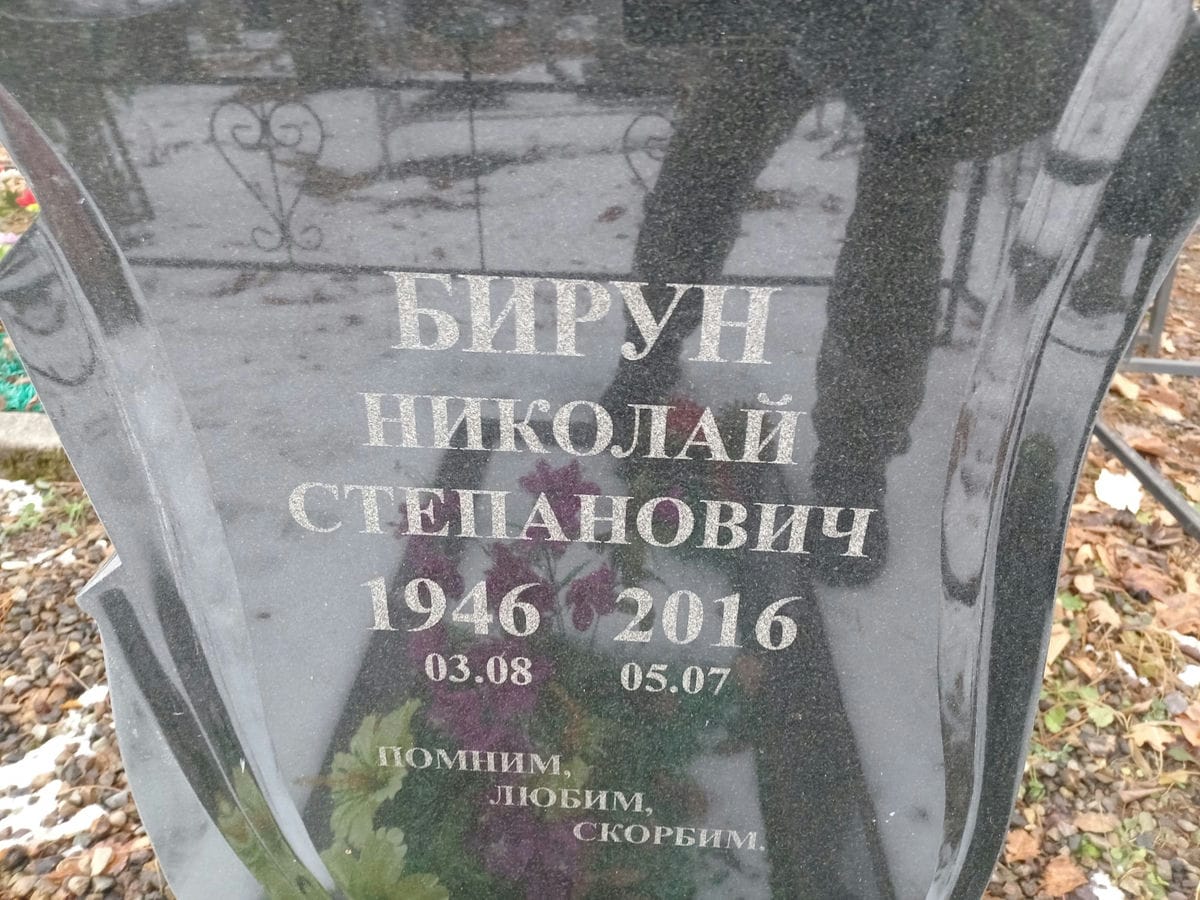 БИРУН
НИКОЛАЙ
СТЕПАНОВИЧ
1946 2016
03.08 05.07
ПОМНИМ,
ЛЮБИМ,
СКОРБИМ.